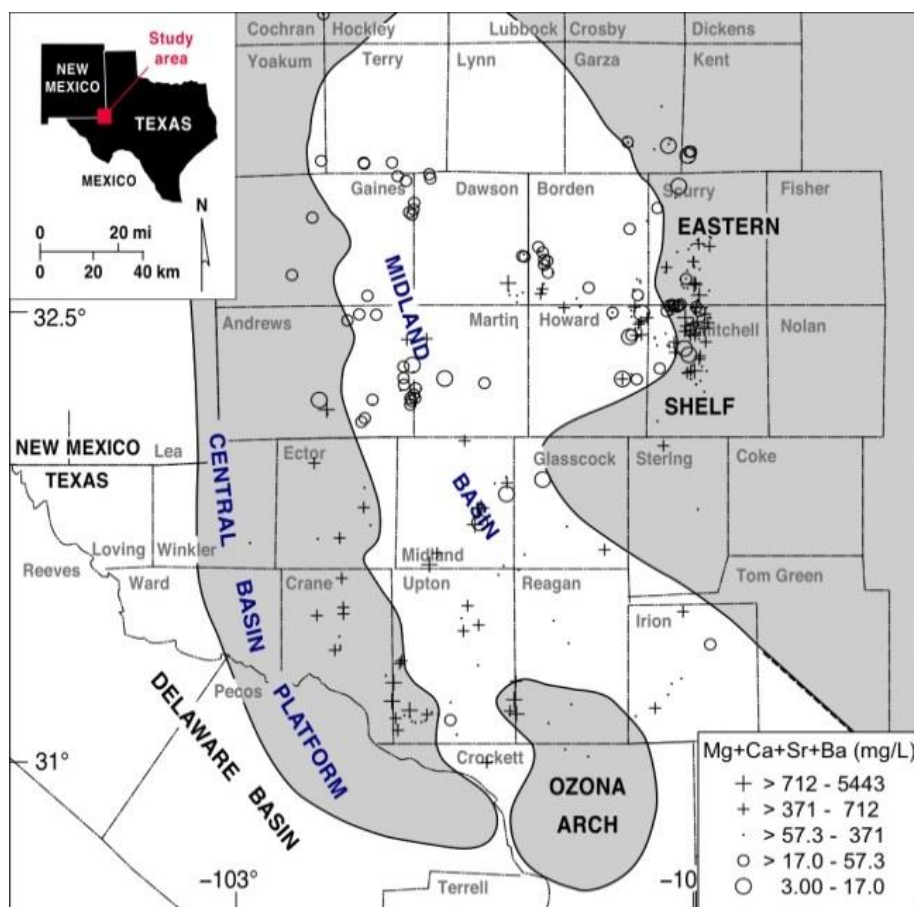 Study
area
NEW
MEXICO
TEXAS
MEXICO
N
0 20 mi
0 20 40 km
Cochran
Hockley
Lubbock
Crosby
Dickens
Yoakum
Terry
Lynn
Garza
Kent
Gaines
Dawson
Borden
Scurry
Fisher
EASTERN
MIDLAND
32.5°
Andrews
Martin
Howard
Mitchell
Nolan
SHELF
NEW MEXICO
TEXAS
Lea
CENTRAL
Ector
BASIN
Glasscock
Sterling
Coke
Loving
Winkler
Reeves
Ward
Midland
Crane
Upton
Reagan
Tom Green
BASIN
Irion
Pecos
PLATFORM
DELAWARE BASIN
31°
Crockett
OZONA
ARCH
Mg+Ca+Sr+Ba (mg/L)
+ > 712 - 5443
+ > 371 - 712
· > 57.3 - 371
○ > 17.0 - 57.3
○ 3.00 - 17.0
−103°
−10
Terrell